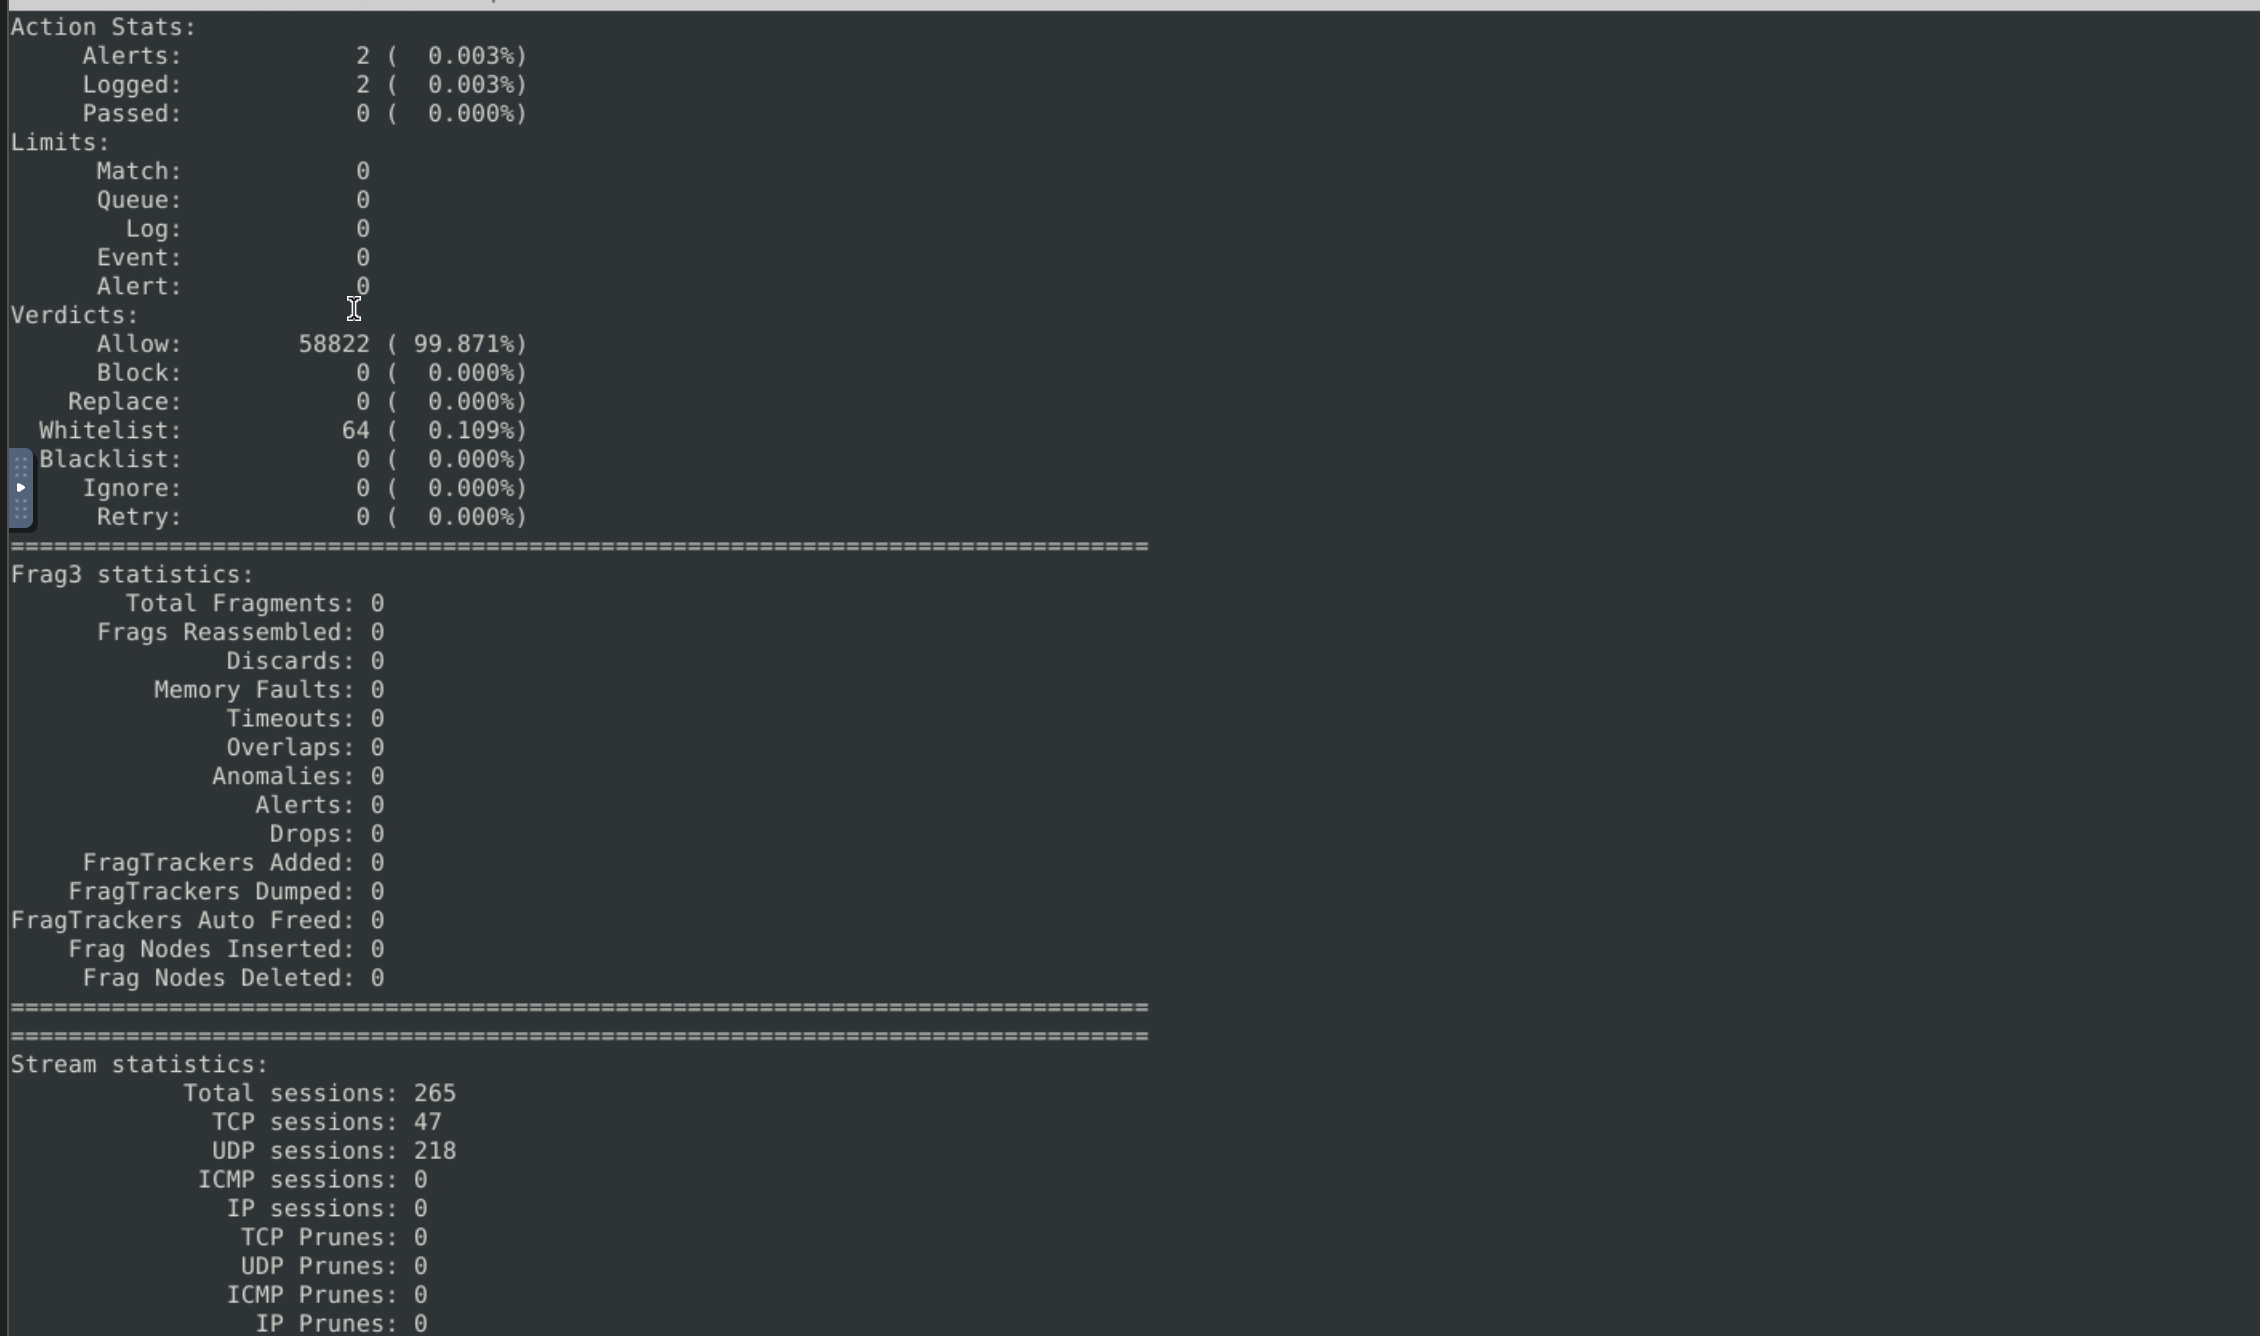 Action Stats:
     Alerts:            2 (  0.003%)
     Logged:            2 (  0.003%)
     Passed:            0 (  0.000%)
Limits:
      Match:            0
      Queue:            0
        Log:            0
      Event:            0
      Alert:            0
Verdicts:
      Allow:        58822 ( 99.871%)
      Block:            0 (  0.000%)
    Replace:            0 (  0.000%)
  Whitelist:           64 (  0.109%)
  Blacklist:            0 (  0.000%)
     Ignore:            0 (  0.000%)
      Retry:            0 (  0.000%)
===============================================================================
Frag3 statistics:
        Total Fragments: 0
      Frags Reassembled: 0
               Discards: 0
          Memory Faults: 0
               Timeouts: 0
               Overlaps: 0
              Anomalies: 0
                 Alerts: 0
                  Drops: 0
     FragTrackers Added: 0
    FragTrackers Dumped: 0
FragTrackers Auto Freed: 0
    Frag Nodes Inserted: 0
     Frag Nodes Deleted: 0
===============================================================================
===============================================================================
Stream statistics:
            Total sessions: 265
              TCP sessions: 47
              UDP sessions: 218
             ICMP sessions: 0
               IP sessions: 0
                TCP Prunes: 0
                UDP Prunes: 0
               ICMP Prunes: 0
                 IP Prunes: 0